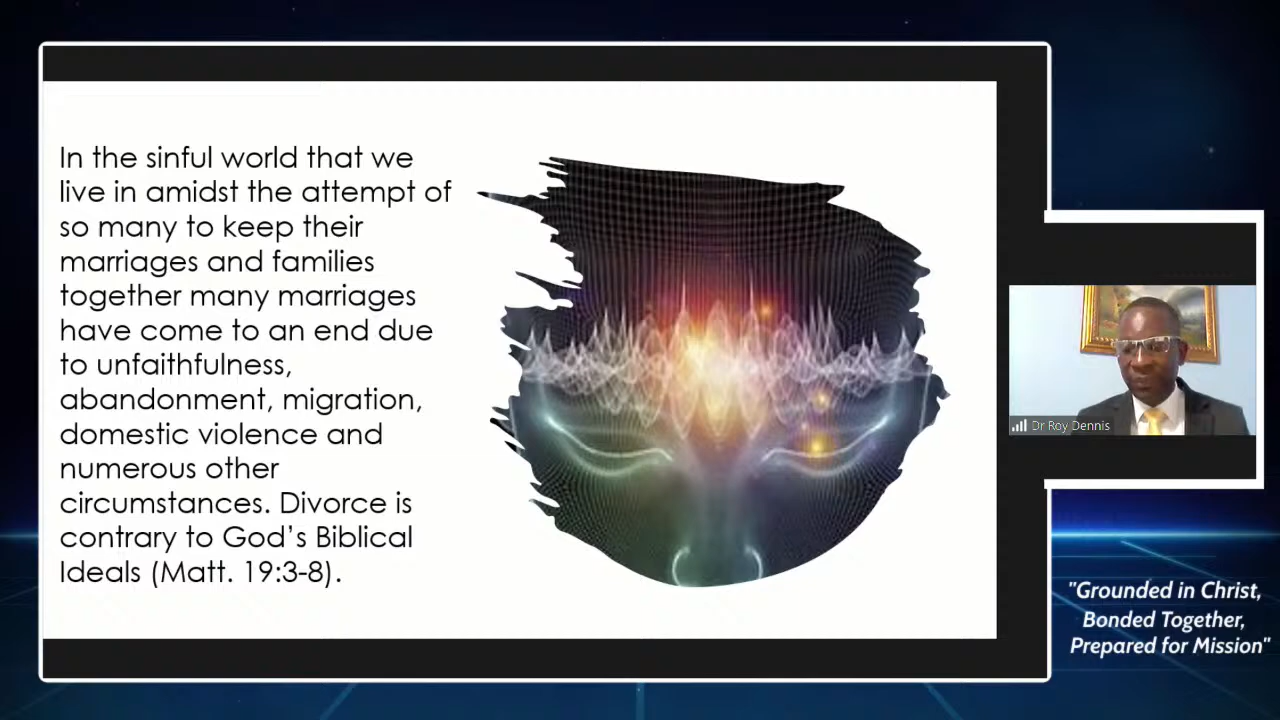 In the sinful world that we
live in amidst the attempt of
so many to keep their
marriages and families
together many marriages
have come to an end due
to unfaithfulness,
abandonment, migration,
domestic violence and
numerous other
circumstances. Divorce is
contrary to God’s Biblical
Ideals (Matt. 19:3-8).
Dr Roy Dennis
"Grounded in Christ,
Bonded Together,
Prepared for Mission"